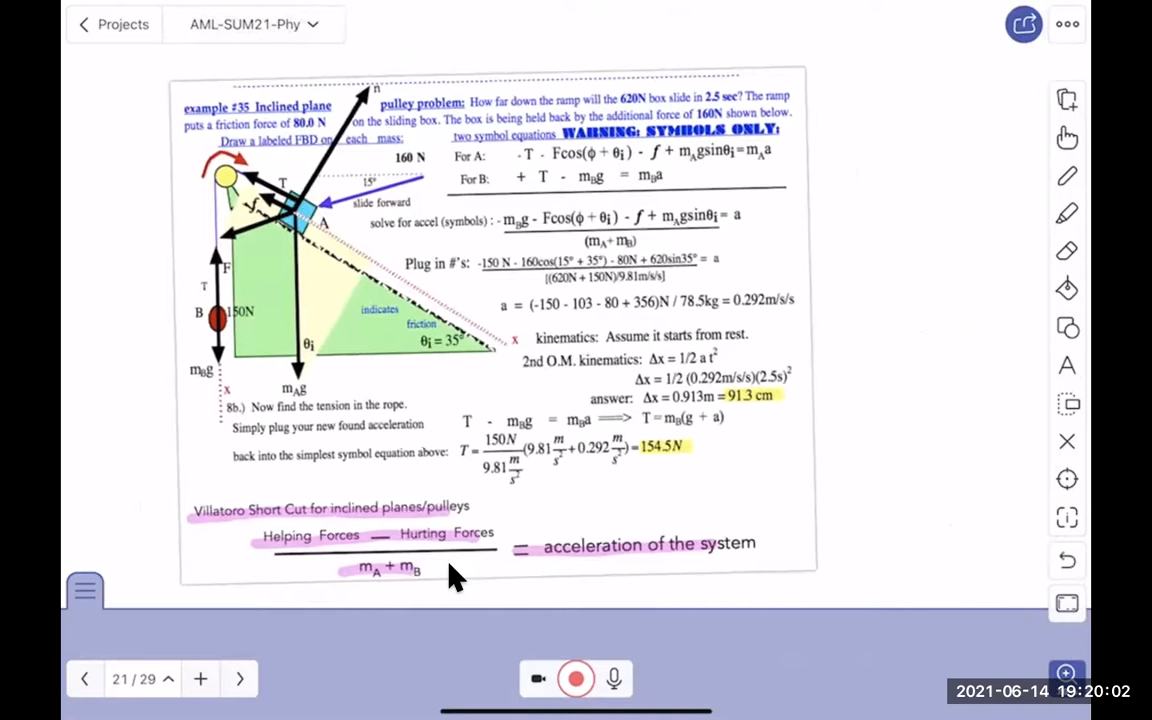 Projects
AML-SUM21-Phy
example #35 Inclined plane pulley problem: How far down the ramp will the 620N box slide in 2.5 sec? The ramp
puts a friction force of 80.0 N on the sliding box. The box is being held back by the additional force of 160N shown below.
Draw a labeled FBD on each mass: two symbol equations WARNING: SYMBOLS ONLY:
n
160 N
For A: -T - Fcos(ϕ + θi) - f + mAgsinθi = mAa
For B: + T - mBg = mBa
T
15°
slide forward
f
A
solve for accel (symbols) : - mBg - Fcos(ϕ + θi) - f + mAgsinθi = a
(mA+ mB)
F
T
Plug in #'s: -150 N - 160cos(15° + 35°) - 80N + 620sin35° = a
[(620N + 150N)/9.81m/s/s]
B 150N
indicates
friction
a = (-150 - 103 - 80 + 356)N / 78.5kg = 0.292m/s/s
θi
θi = 35°
x
kinematics: Assume it starts from rest.
2nd O.M. kinematics: Δx = 1/2 a t²
Δx = 1/2 (0.292m/s/s)(2.5s)²
mBg
x
mAg
answer: Δx = 0.913m = 91.3 cm
8b.) Now find the tension in the rope.
Simply plug your new found acceleration
back into the simplest symbol equation above:
T - mBg = mBa ==> T = mB(g + a)
T = 150N / 9.81 m/s² (9.81 m/s² + 0.292 m/s²) = 154.5N
Villatoro Short Cut for inclined planes/pulleys
Helping Forces — Hurting Forces
mA + mB
= acceleration of the system
21 / 29
2021-06-14 19:20:02